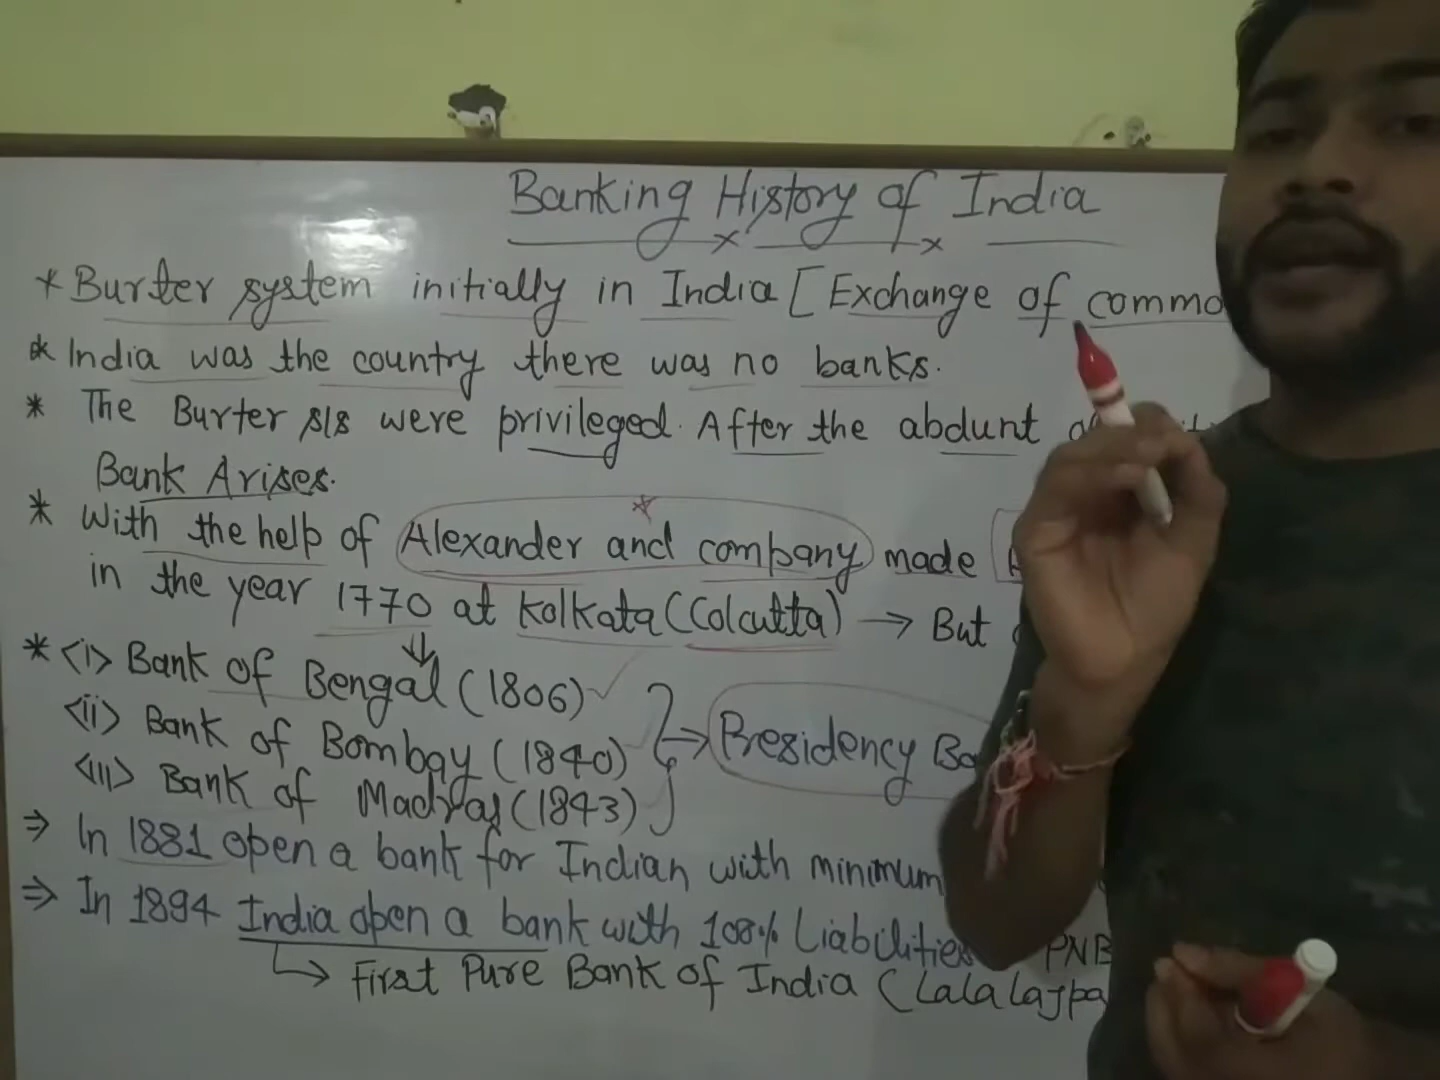 Banking History of India
* Burter system initially in India [Exchange of commo
* India was the country there was no banks.
* The Burter s/s were privileged. After the abdunt
Bank Arises.
* With the help of Alexander and company made
in the year 1770 at Kolkata (Colcutta) → But
* <i> Bank of Bengal (1806)
<ii> Bank of Bombay (1840)
→ Presidency Ba
<iii> Bank of Madras (1843)
⇒ In 1881 open a bank for Indian with minimum
⇒ In 1894 India open a bank with 108% Liabilities PNB
↳ First Pure Bank of India (Lala Lajpa